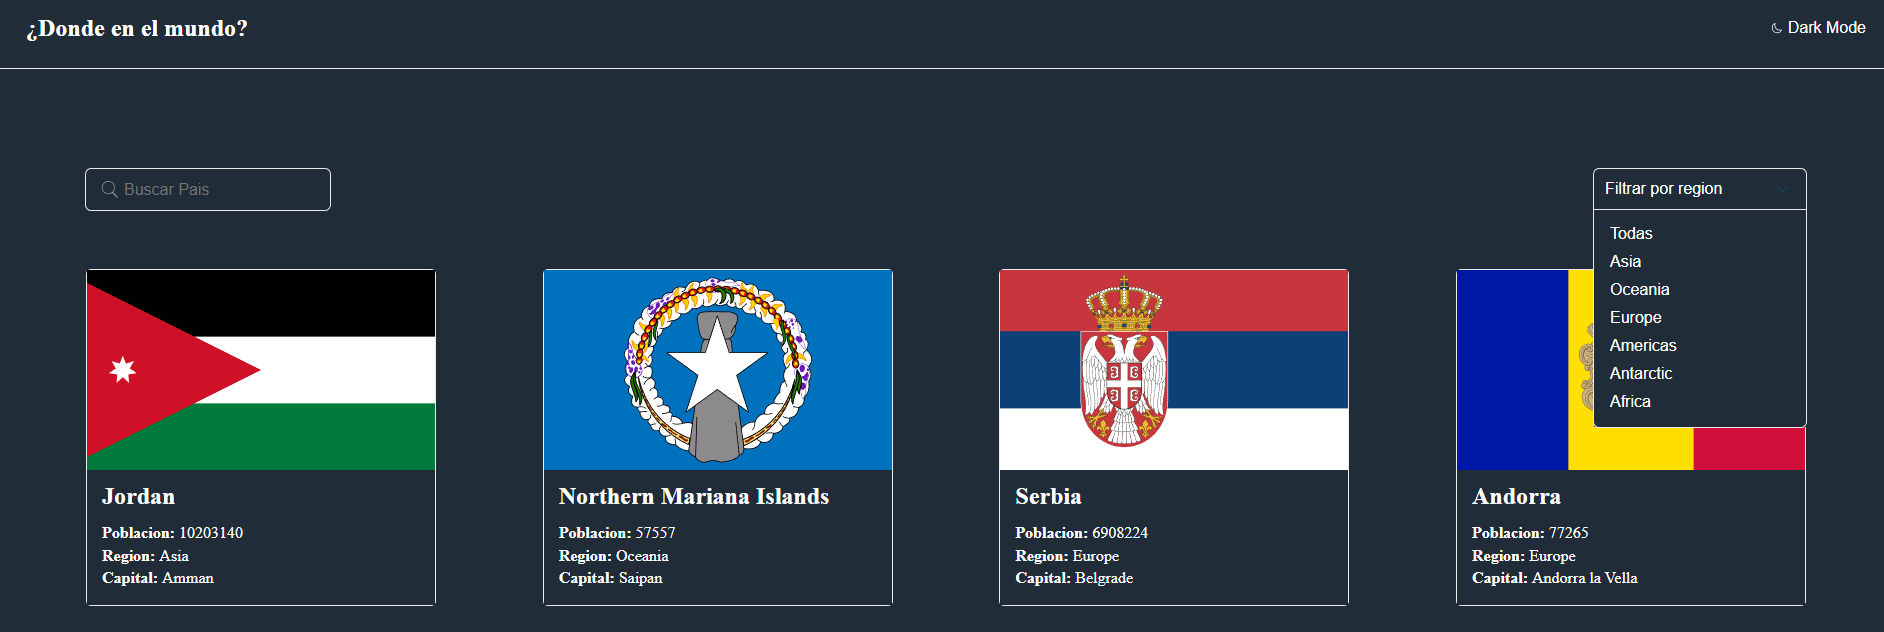 ¿Donde en el mundo?
Dark Mode
Buscar Pais
Filtrar por region
Todas
Asia
Oceania
Europe
Americas
Antarctic
Africa
Jordan
Poblacion: 10203140
Region: Asia
Capital: Amman
Northern Mariana Islands
Poblacion: 57557
Region: Oceania
Capital: Saipan
Serbia
Poblacion: 6908224
Region: Europe
Capital: Belgrade
Andorra
Poblacion: 77265
Region: Europe
Capital: Andorra la Vella